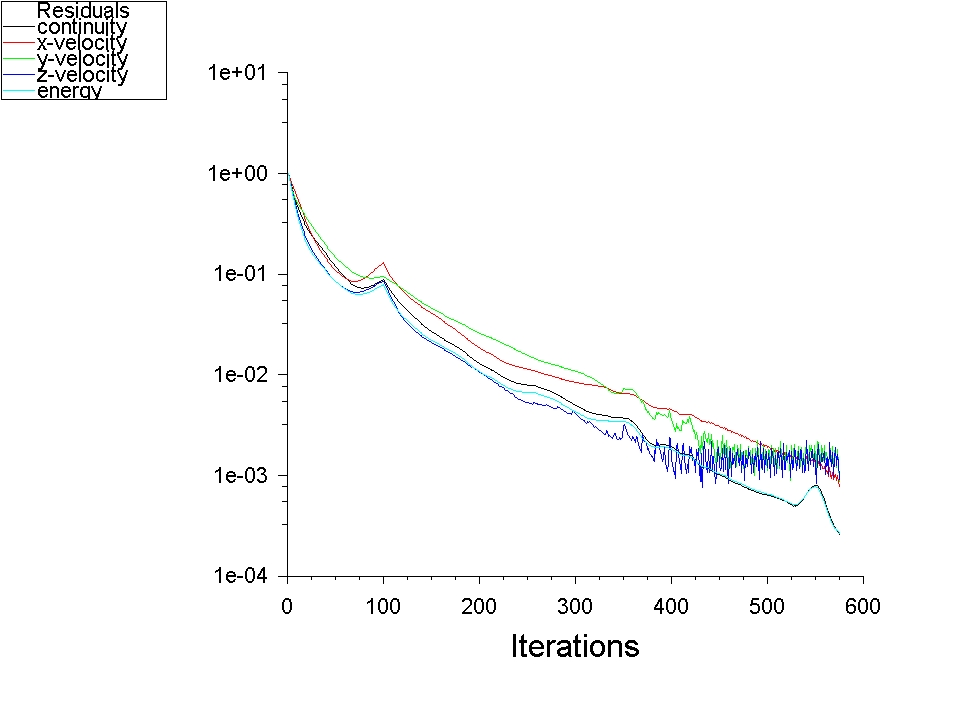 Residuals
continuity
x-velocity
y-velocity
z-velocity
energy
1e+01
1e+00
1e-01
1e-02
1e-03
1e-04
0 100 200 300 400 500 600
Iterations